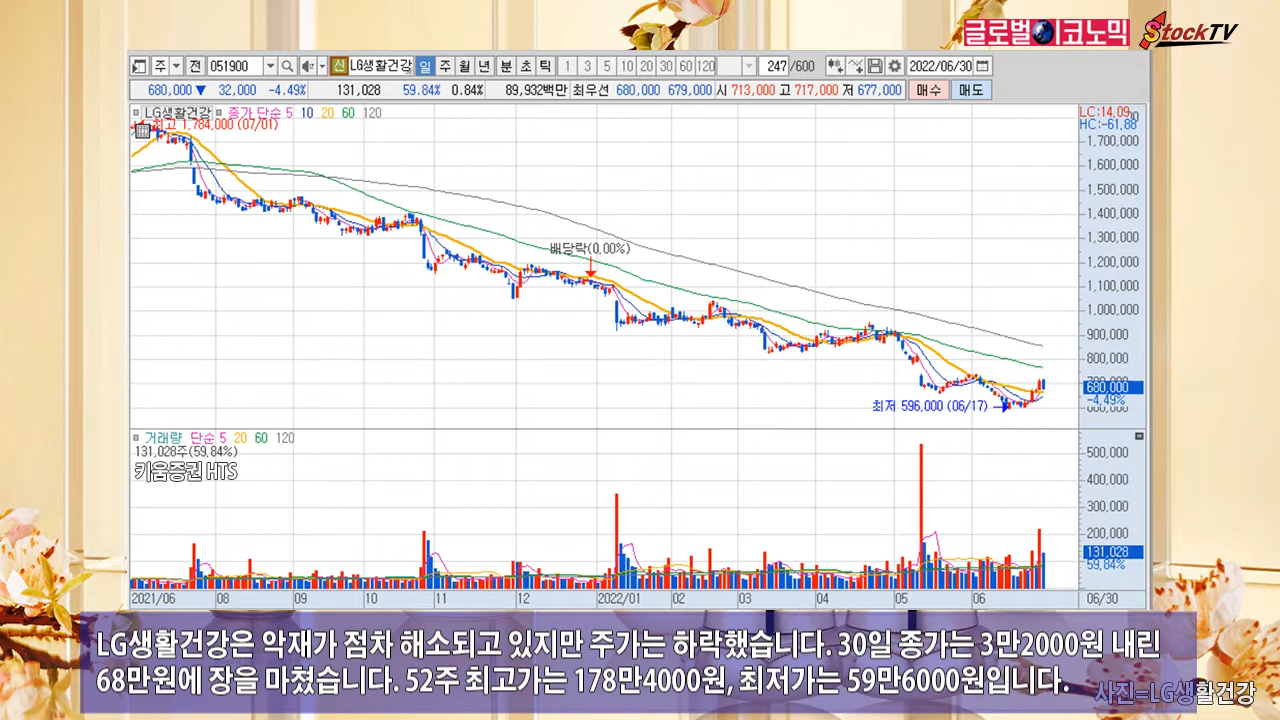 글로벌이코노믹 StockTV
주 전 051900 신 LG생활건강 일 주 월 년 분 초 틱 1 3 5 10 20 30 60 120 247 /600 2022/06/30
680,000 ▼ 32,000 -4.49% 131,028 59.84% 0.84% 89,932백만 최우선 680,000 679,000 시 713,000 고 717,000 저 677,000 매수 매도
LG생활건강 종가 단순 5 10 20 60 120
최고 1,784,000 (07/01)
LC:14.09
HC:-61.88
1,700,000
1,600,000
1,500,000
1,400,000
1,300,000
배당락(0.00%)
1,200,000
1,100,000
1,000,000
900,000
800,000
680,000
-4.49%
최저 596,000 (06/17)
거래량 단순 5 20 60 120
131,028주(59.84%)
키움증권 HTS
500,000
400,000
300,000
200,000
131,028
59.84%
2021/06 08 09 10 11 12 2022/01 02 03 04 05 06 06/30
LG생활건강은 악재가 점차 해소되고 있지만 주가는 하락했습니다. 30일 종가는 3만2000원 내린
68만원에 장을 마쳤습니다. 52주 최고가는 178만4000원, 최저가는 59만6000원입니다.
사진=LG생활건강